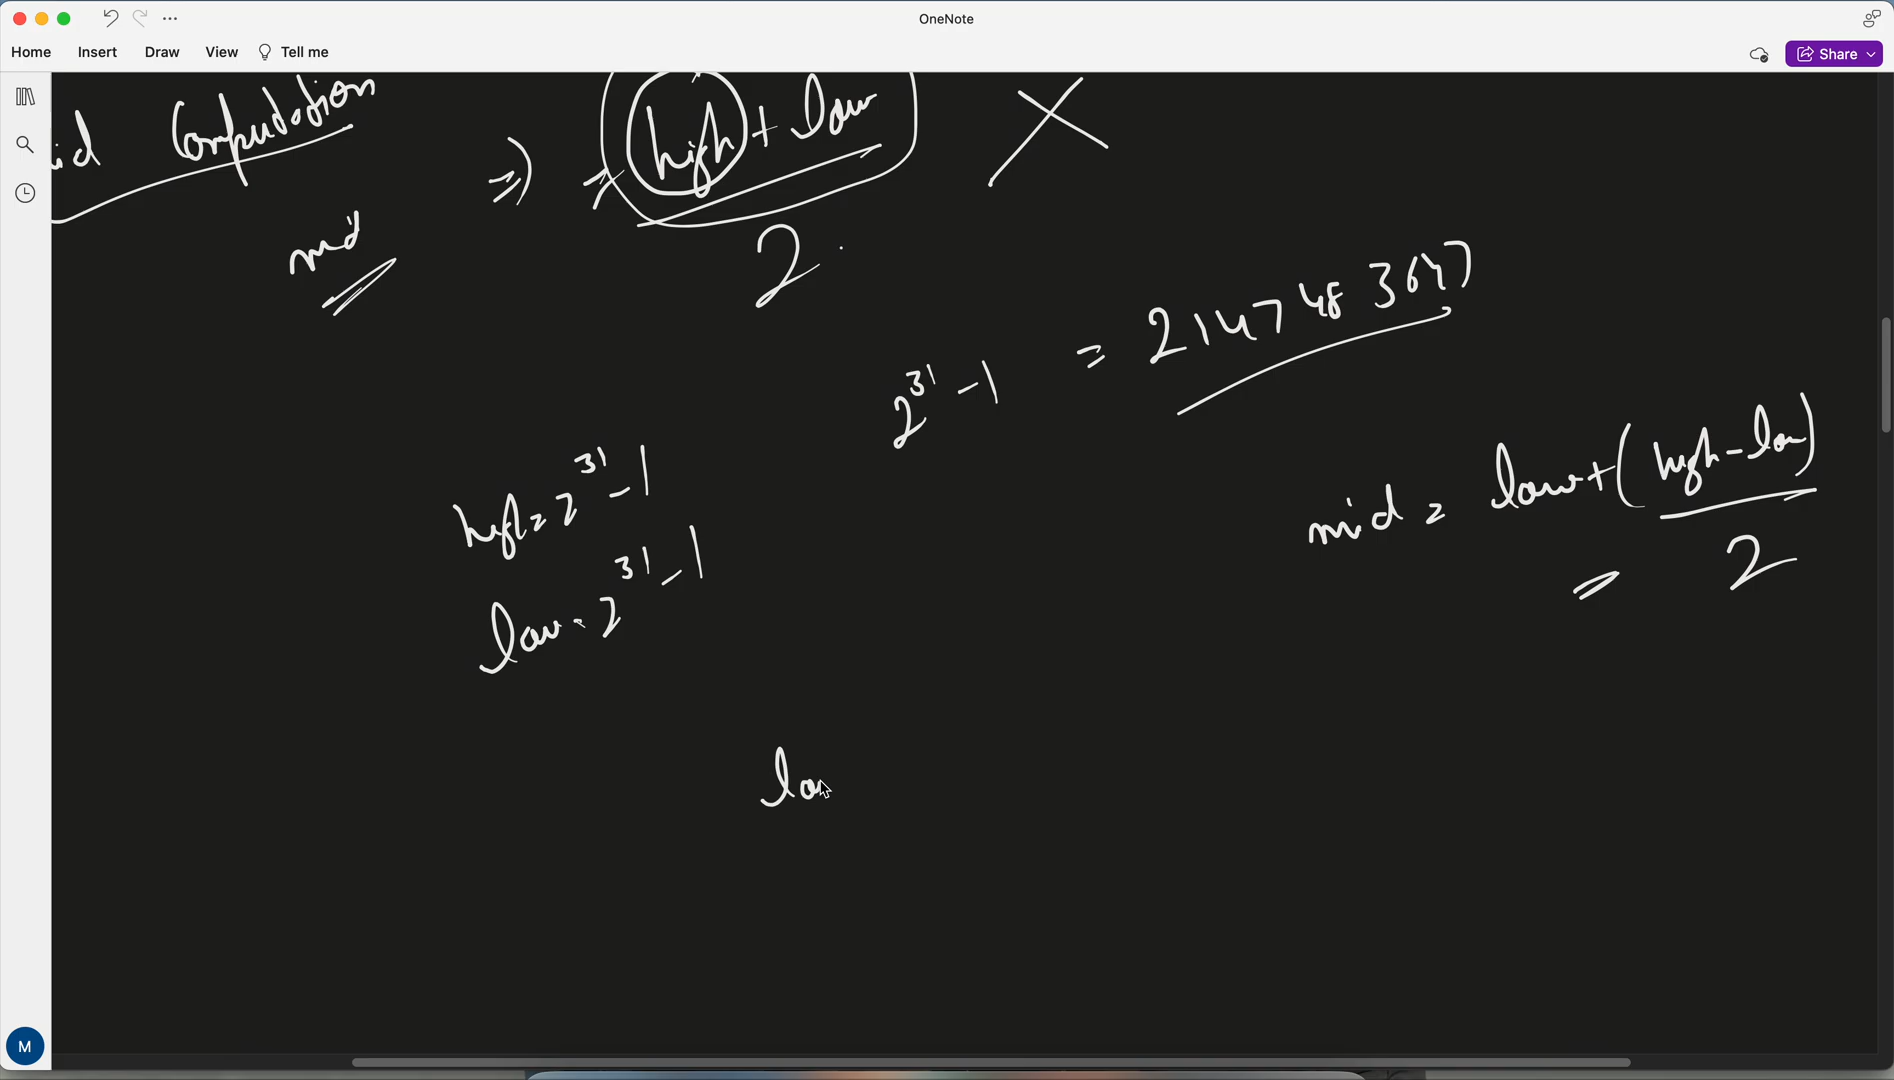 OneNote
Home Insert Draw View Tell me
Share
id Computation
mid => = high + low
2
2^31 - 1 = 2147483647
high = 2^31 - 1
low = 2^31 - 1
mid = low + (high - low)
2
lo
M